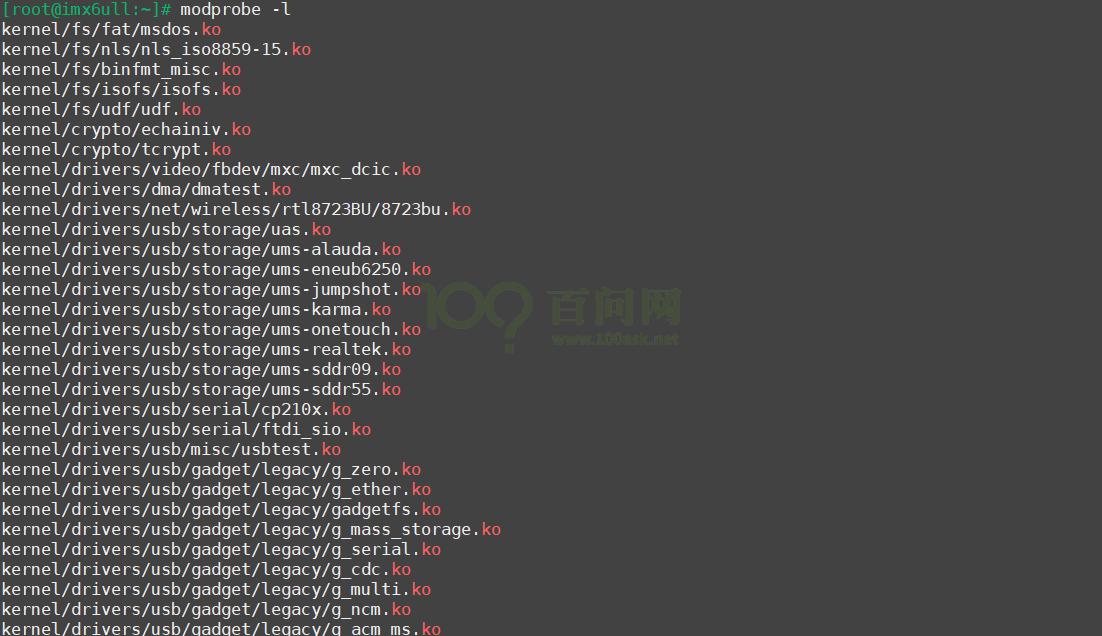 [root@imx6ull:~]# modprobe -l
kernel/fs/fat/msdos.ko
kernel/fs/nls/nls_iso8859-15.ko
kernel/fs/binfmt_misc.ko
kernel/fs/isofs/isofs.ko
kernel/fs/udf/udf.ko
kernel/crypto/echainiv.ko
kernel/crypto/tcrypt.ko
kernel/drivers/video/fbdev/mxc/mxc_dcic.ko
kernel/drivers/dma/dmatest.ko
kernel/drivers/net/wireless/rtl8723BU/8723bu.ko
kernel/drivers/usb/storage/uas.ko
kernel/drivers/usb/storage/ums-alauda.ko
kernel/drivers/usb/storage/ums-eneub6250.ko
kernel/drivers/usb/storage/ums-jumpshot.ko
kernel/drivers/usb/storage/ums-karma.ko
kernel/drivers/usb/storage/ums-onetouch.ko
kernel/drivers/usb/storage/ums-realtek.ko
kernel/drivers/usb/storage/ums-sddr09.ko
kernel/drivers/usb/storage/ums-sddr55.ko
kernel/drivers/usb/serial/cp210x.ko
kernel/drivers/usb/serial/ftdi_sio.ko
kernel/drivers/usb/misc/usbtest.ko
kernel/drivers/usb/gadget/legacy/g_zero.ko
kernel/drivers/usb/gadget/legacy/g_ether.ko
kernel/drivers/usb/gadget/legacy/gadgetfs.ko
kernel/drivers/usb/gadget/legacy/g_mass_storage.ko
kernel/drivers/usb/gadget/legacy/g_serial.ko
kernel/drivers/usb/gadget/legacy/g_cdc.ko
kernel/drivers/usb/gadget/legacy/g_multi.ko
kernel/drivers/usb/gadget/legacy/g_ncm.ko
kernel/drivers/usb/gadget/legacy/g_acm_ms.ko
100?
百问网
www.100ask.net